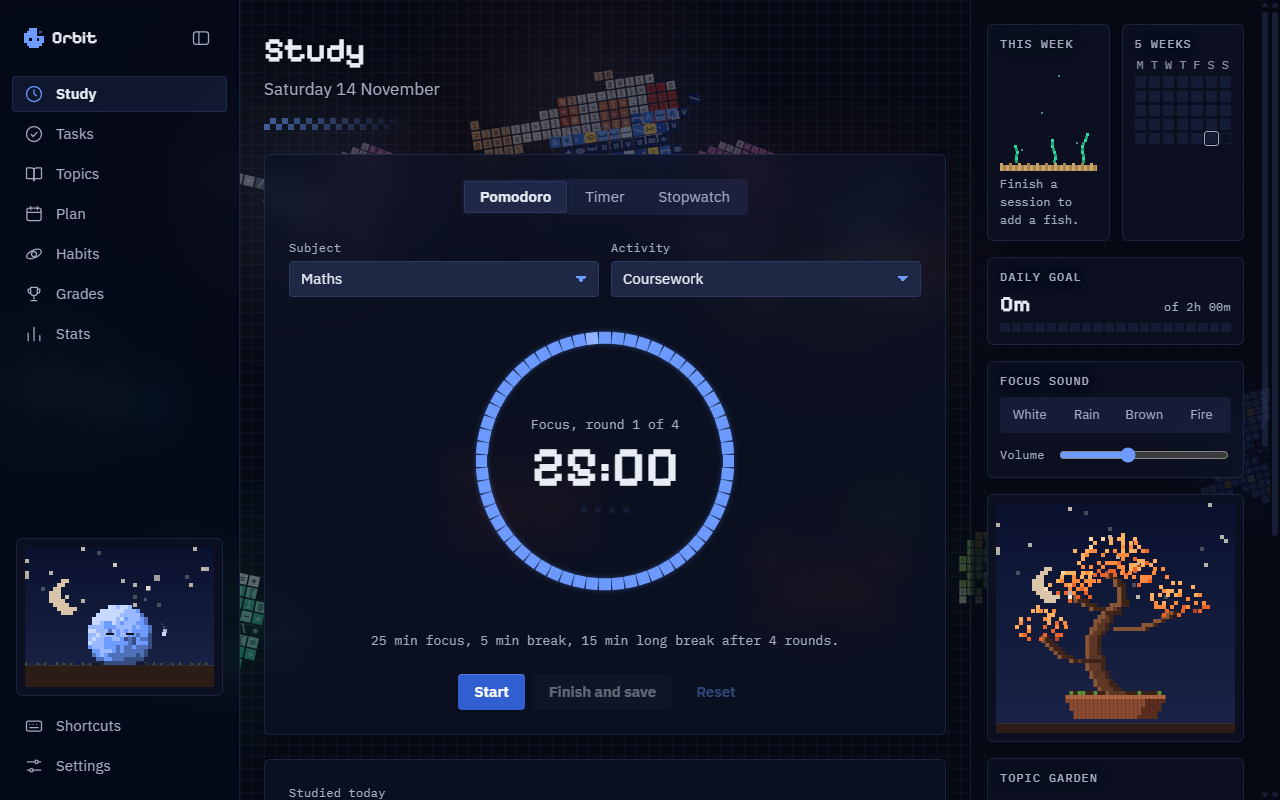 Orbit
Study
Tasks
Topics
Plan
Habits
Grades
Stats
Shortcuts
Settings
Study
Saturday 14 November
Pomodoro Timer Stopwatch
Subject Activity
Maths Coursework
Focus, round 1 of 4
25:00
25 min focus, 5 min break, 15 min long break after 4 rounds.
Start Finish and save Reset
Studied today
THIS WEEK
Finish a
session to
add a fish.
5 WEEKS
M T W T F S S
DAILY GOAL
0m of 2h 00m
FOCUS SOUND
White Rain Brown Fire
Volume
TOPIC GARDEN